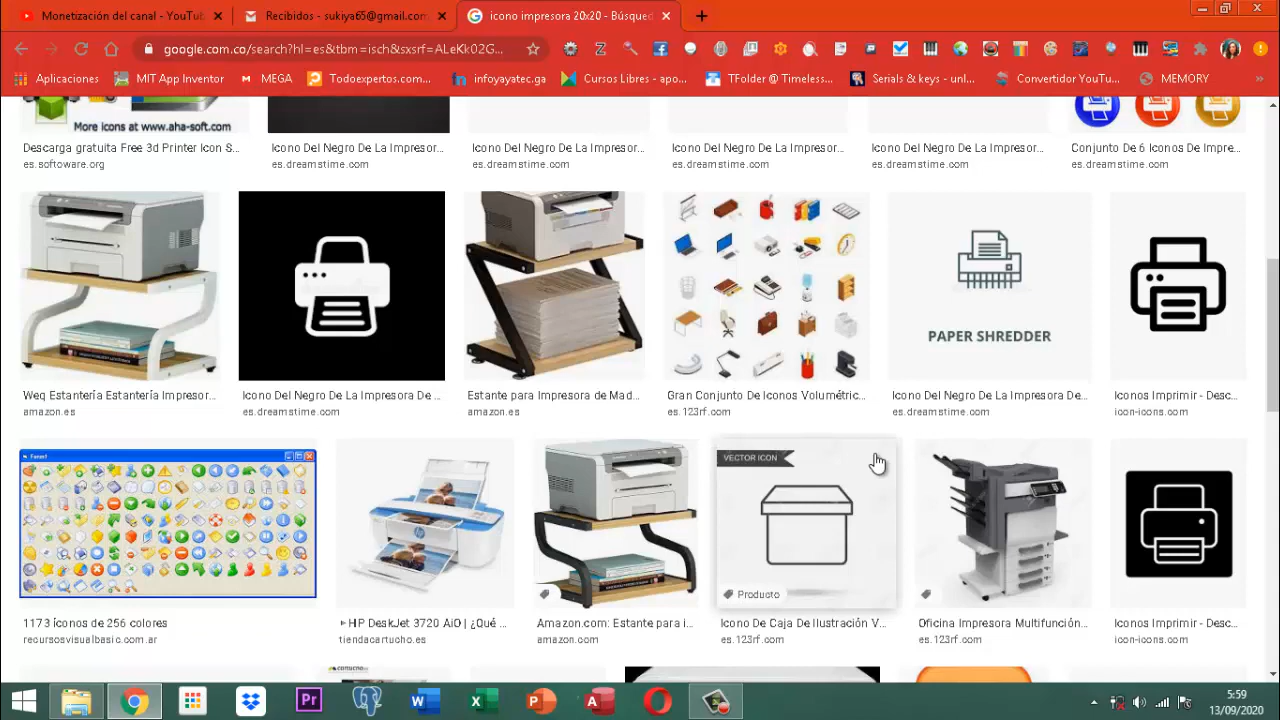 Monetización del canal - YouTub
Recibidos - sukiya65@gmail.com
icono impresora 20x20 - Búsqued
google.com.co/search?hl=es&tbm=isch&sxsrf=ALeKk02G...
Aplicaciones
MIT App Inventor
MEGA
Todoexpertos.com...
infoyayatec.ga
Cursos Libres - apo...
TFolder @ Timeless...
Serials & keys - unl...
Convertidor YouTu...
MEMORY
More icons at www.aha-soft.com
Descarga gratuita Free 3d Printer Icon S...
es.softoware.org
Icono Del Negro De La Impresor...
es.dreamstime.com
Icono Del Negro De La Impresor...
es.dreamstime.com
Icono Del Negro De La Impresor...
es.dreamstime.com
Icono Del Negro De La Impresor...
es.dreamstime.com
Conjunto De 6 Iconos De Impre...
es.dreamstime.com
PAPER SHREDDER
Weq Estantería Estantería Impresor...
amazon.es
Icono Del Negro De La Impresora De ...
es.dreamstime.com
Estante para Impresora de Mad...
amazon.es
Gran Conjunto De Iconos Volumétric...
es.123rf.com
Icono Del Negro De La Impresora De...
es.dreamstime.com
Iconos Imprimir - Desc...
icon-icons.com
Form1
VECTOR ICON
Producto
1173 íconos de 256 colores
recursosvisualbasic.com.ar
HP DeskJet 3720 AiO | ¿Qué ...
tiendacartucho.es
Amazon.com: Estante para i...
amazon.com
Icono De Caja De Ilustración V...
es.123rf.com
Oficina Impresora Multifunción...
es.123rf.com
Iconos Imprimir - Desc...
icon-icons.com
5:59
13/09/2020